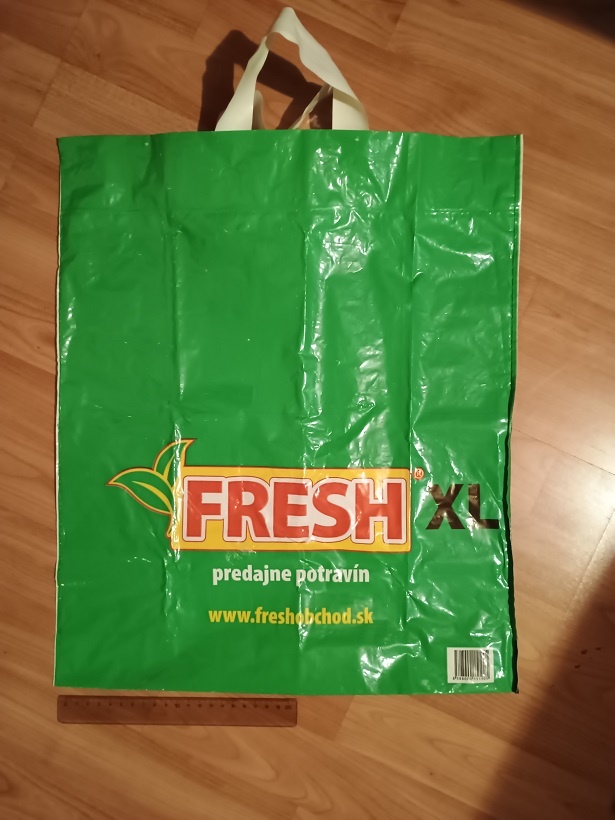 FRESH® XL
predajne potravín
www.freshobchod.sk